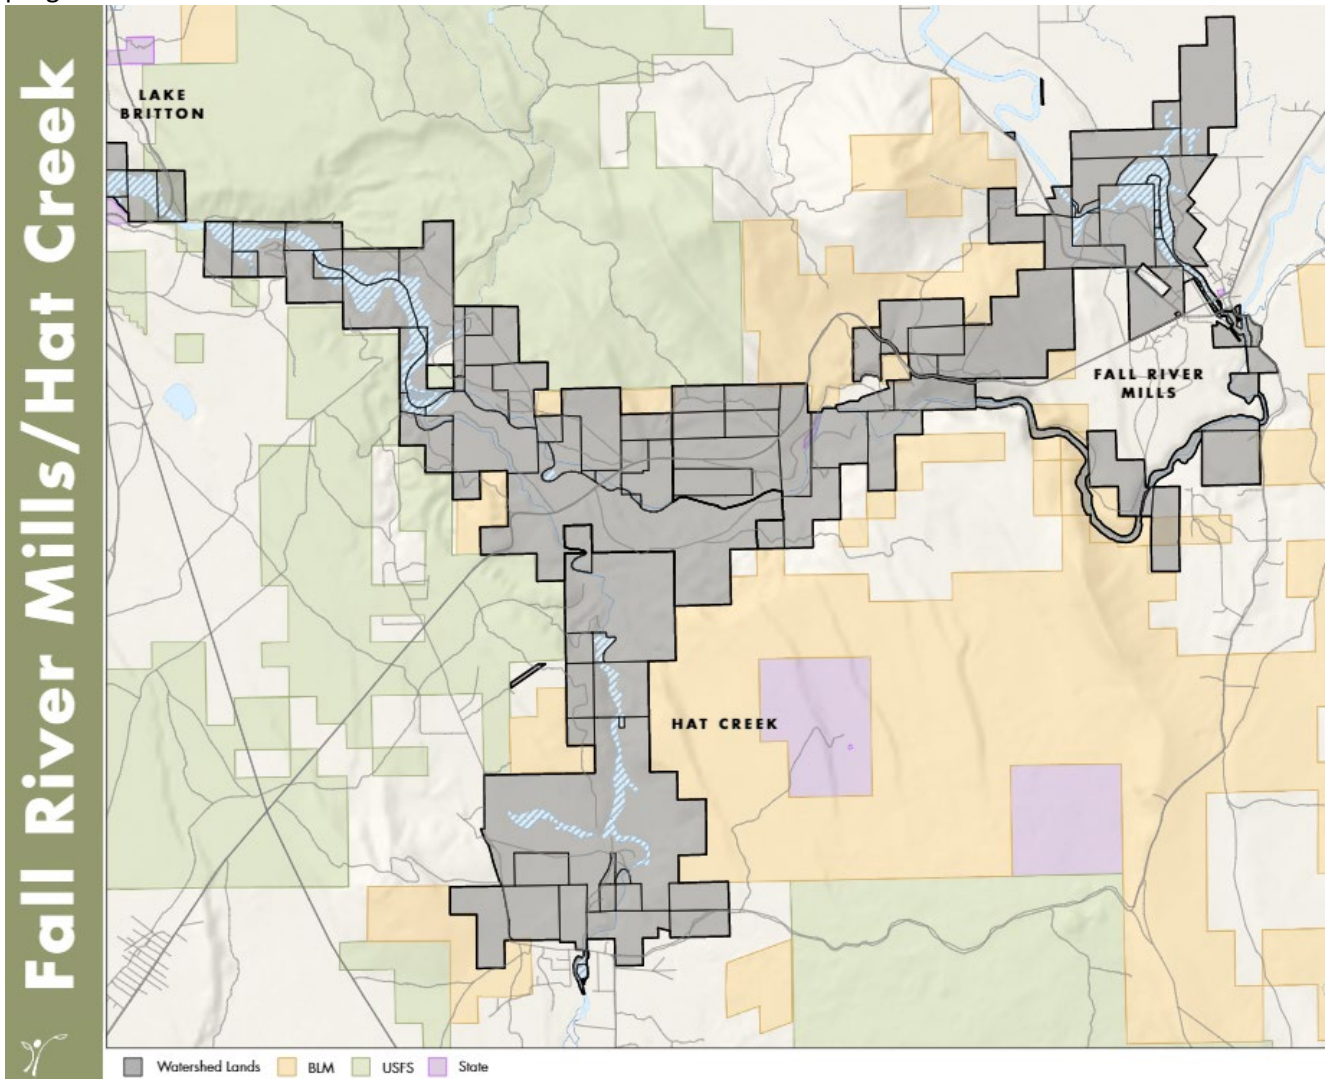 Fall River Mills/Hat Creek
LAKE
BRITTON
FALL RIVER
MILLS
HAT CREEK
Watershed Lands
BLM
USFS
State